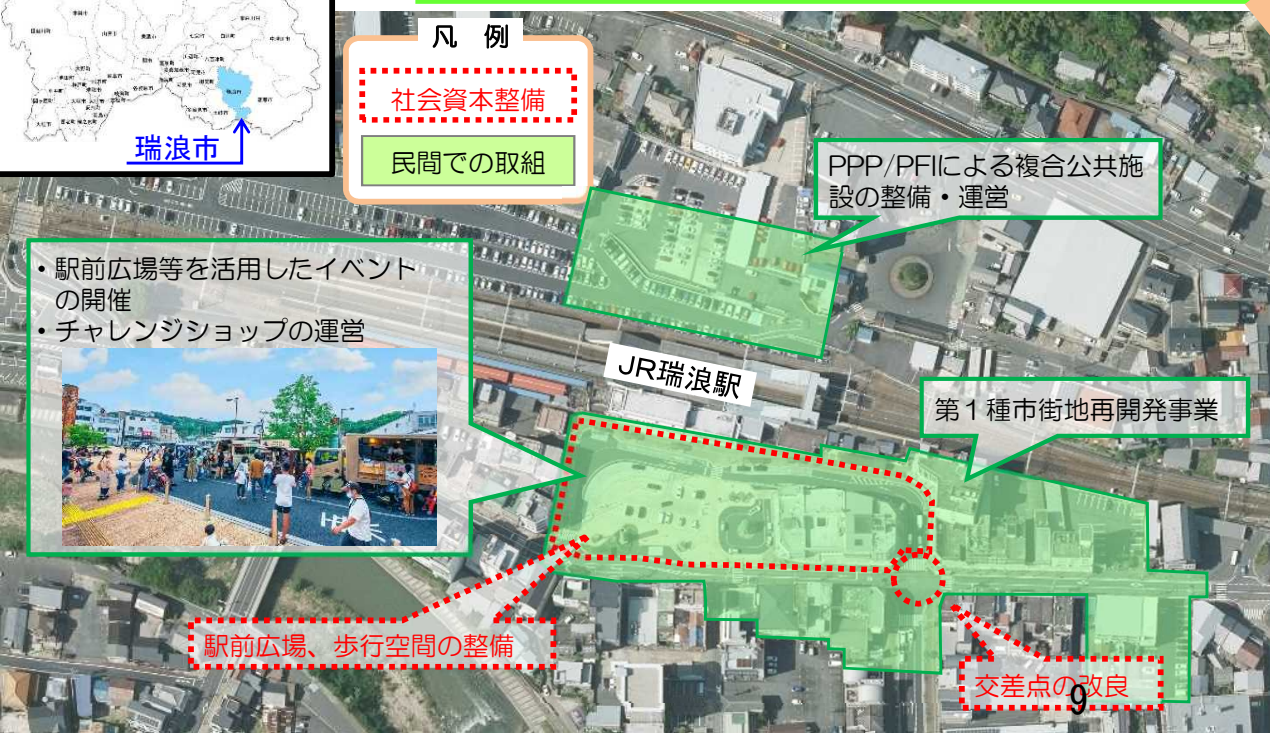 瑞浪市
凡 例
社会資本整備
民間での取組
PPP/PFIによる複合公共施
設の整備・運営
・駅前広場等を活用したイベント
の開催
・チャレンジショップの運営
JR瑞浪駅
第１種市街地再開発事業
駅前広場、歩行空間の整備
交差点の改良
9